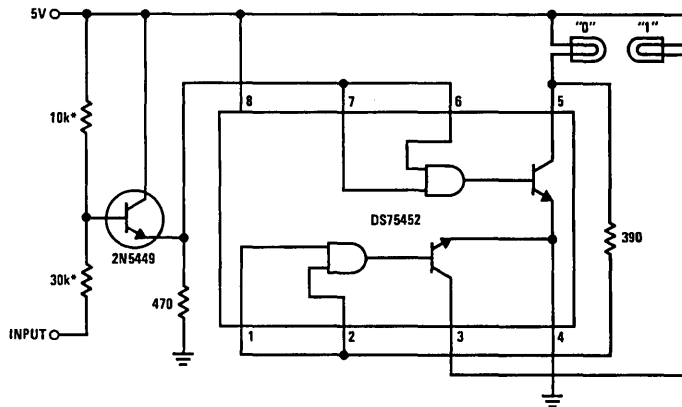 5V
"0" "1"
10k*
8 7 6 5
DS75452
2N5449
390
30k*
470
INPUT
1 2 3 4